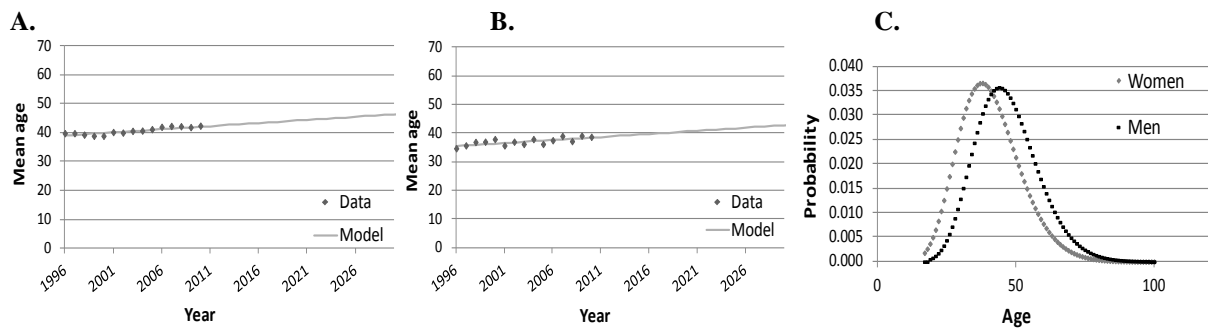 A.
70
60
50
40
30
20
10
0
Mean age
Data
Model
1996
2001
2006
2011
2016
2021
2026
Year
B.
70
60
50
40
30
20
10
0
Mean age
Data
Model
1996
2001
2006
2011
2016
2021
2026
Year
C.
0.040
0.035
0.030
0.025
0.020
0.015
0.010
0.005
0.000
Probability
Women
Men
0
50
100
Age